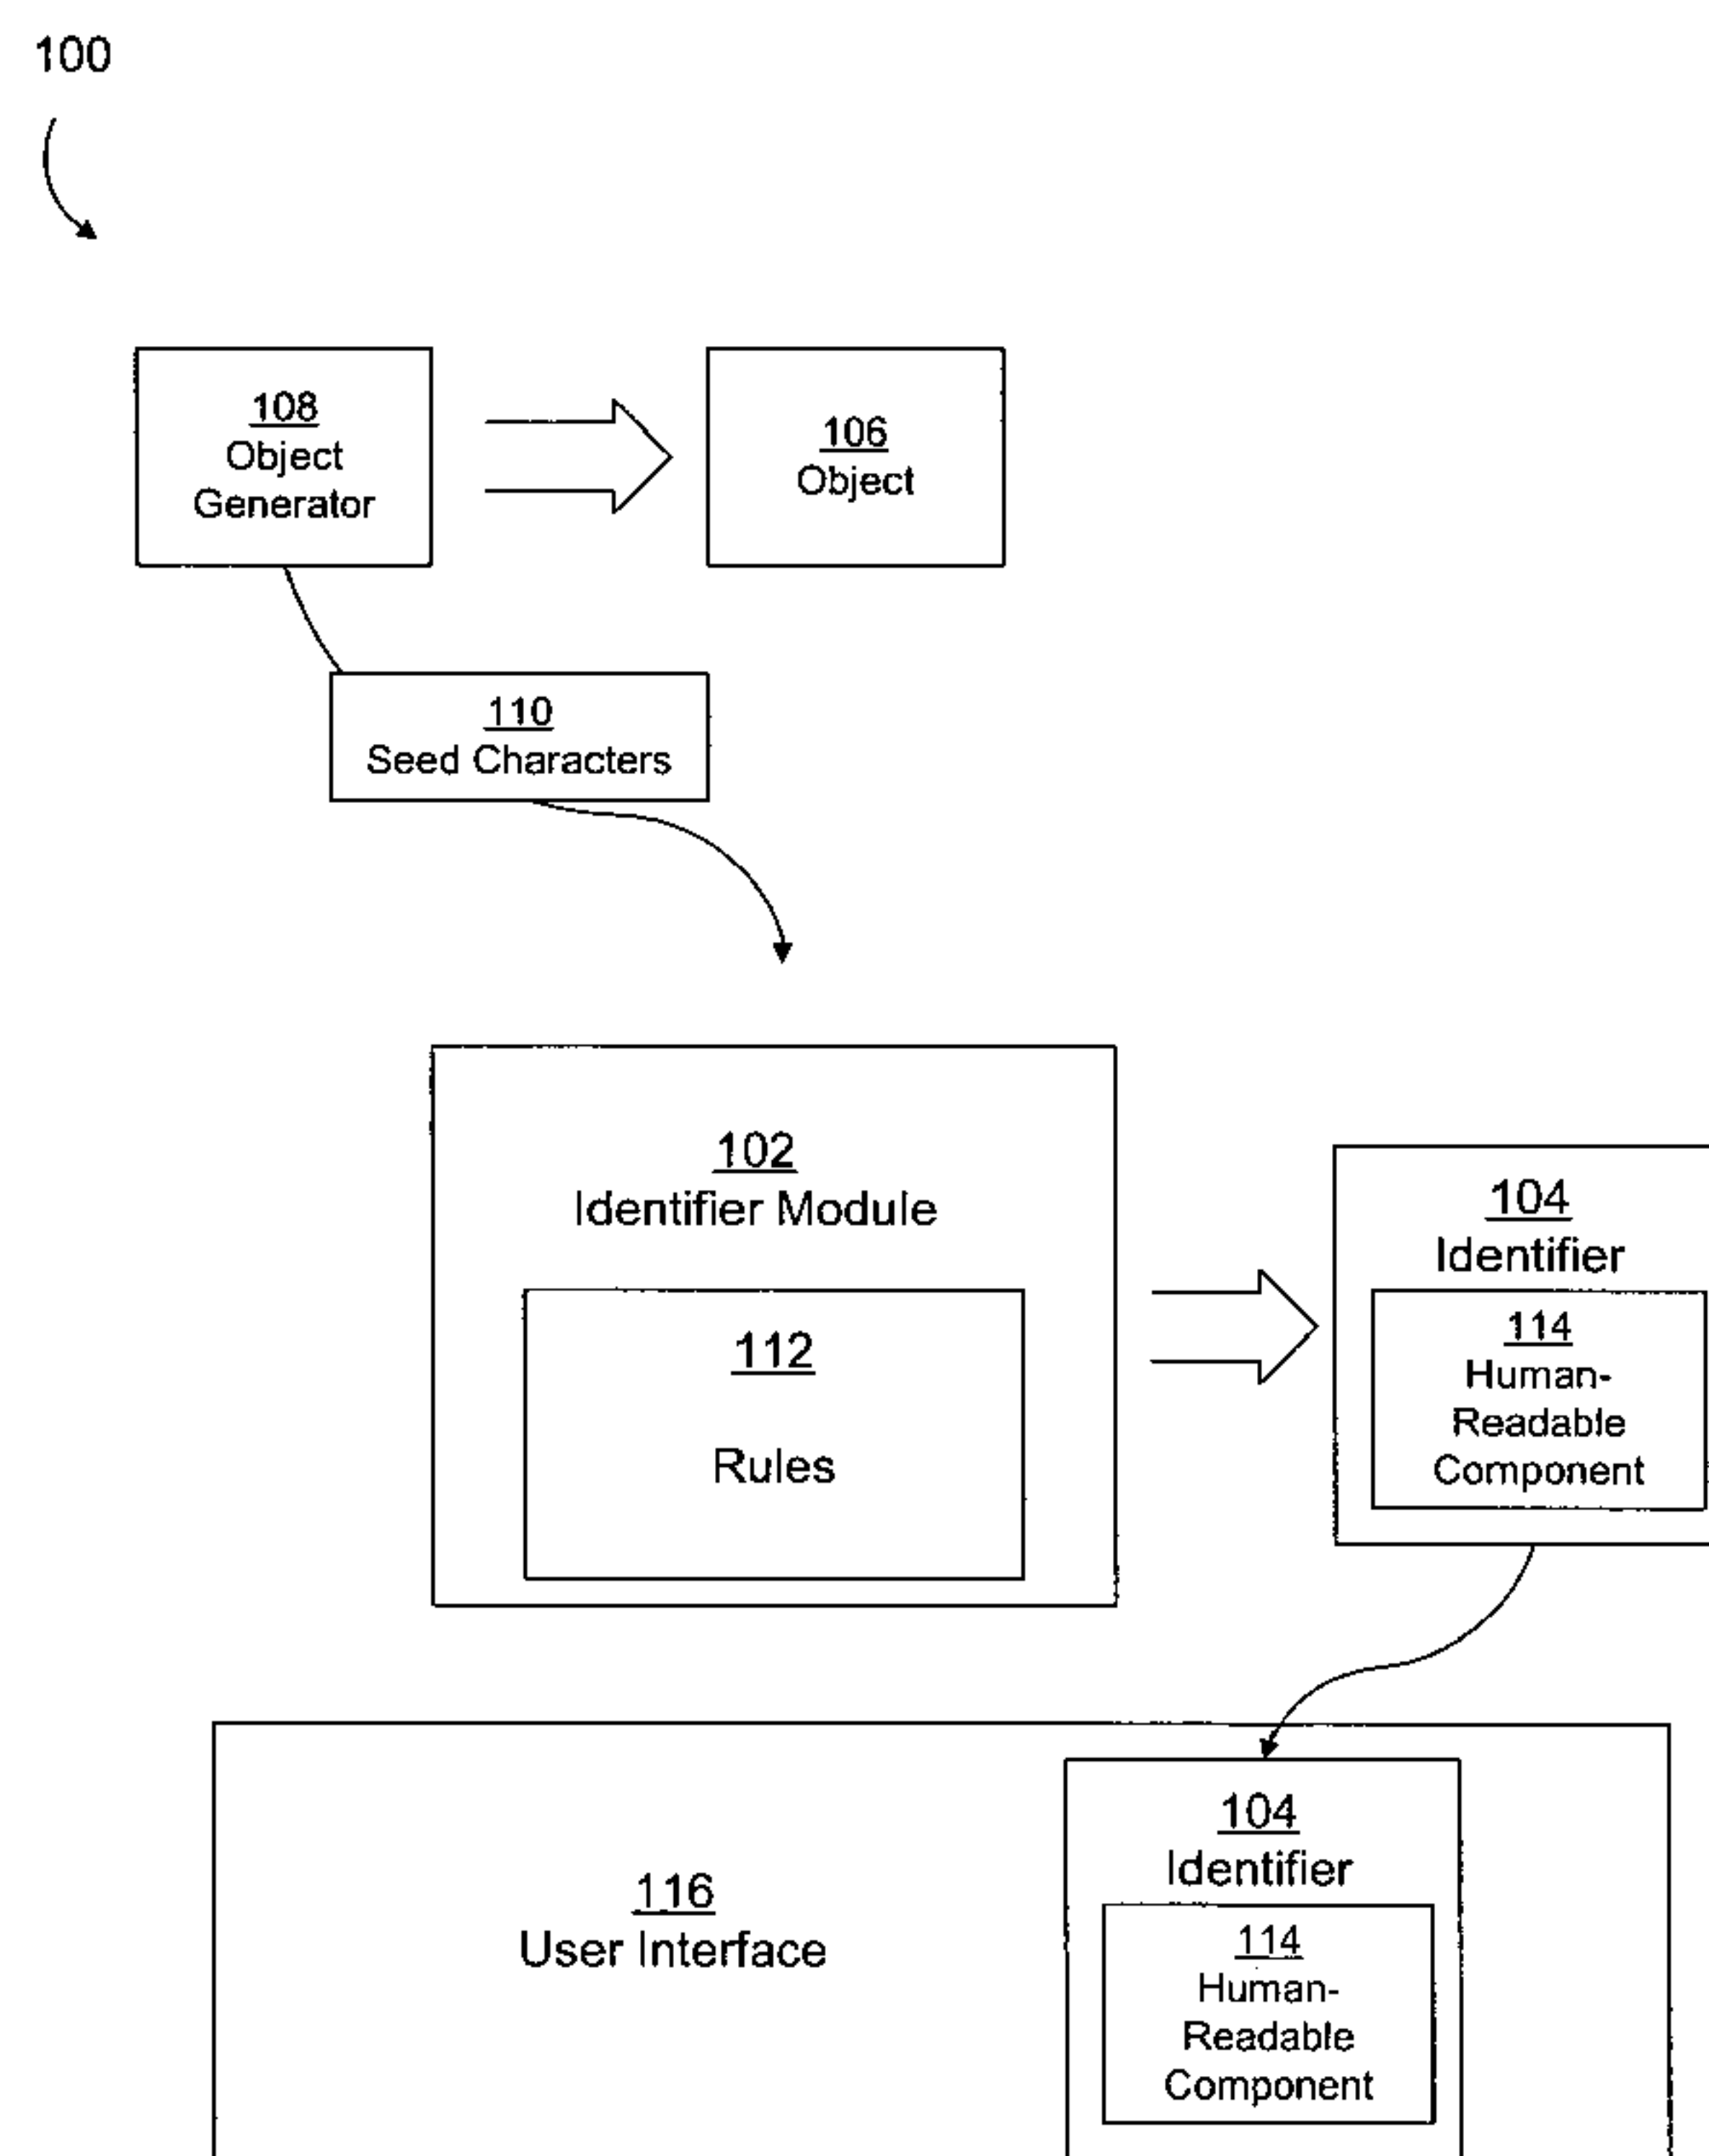 100
108
Object
Generator
106
Object
110
Seed Characters
102
Identifier Module
112
Rules
104
Identifier
114
Human-
Readable
Component
116
User Interface
104
Identifier
114
Human-
Readable
Component